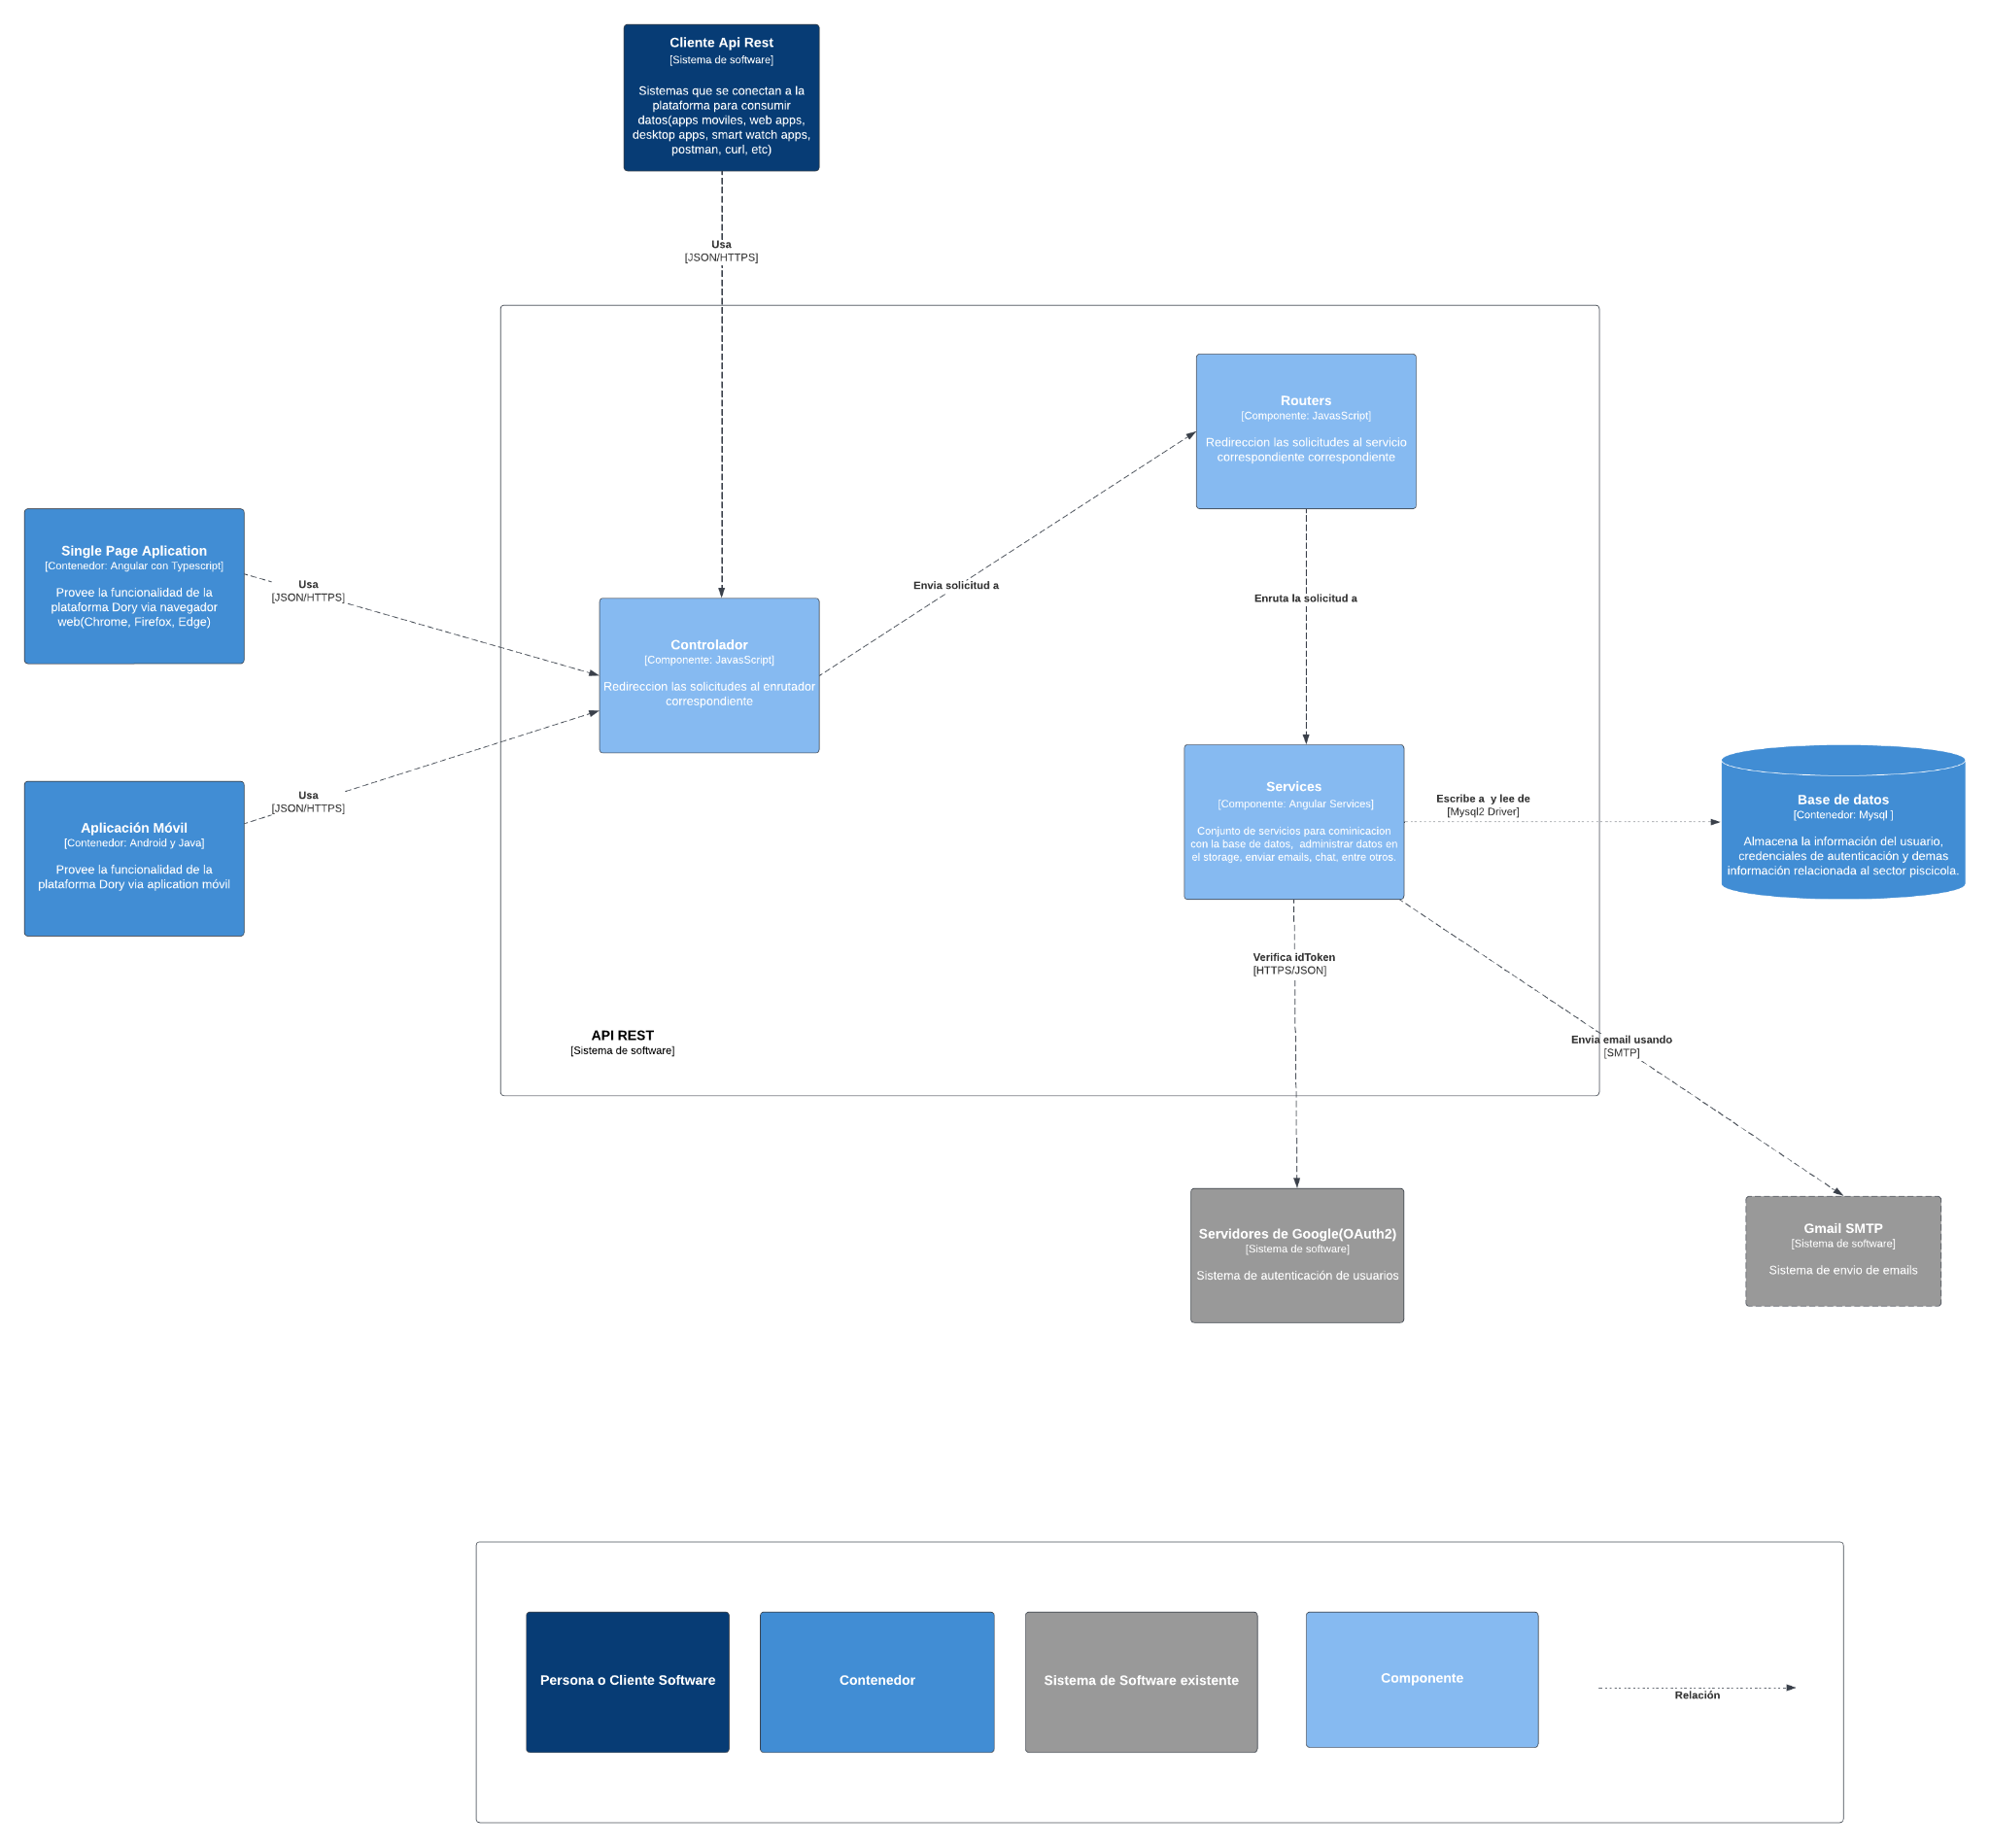 Cliente Api Rest
[Sistema de software]
Sistemas que se conectan a la
plataforma para consumir
datos(apps moviles, web apps,
desktop apps, smart watch apps,
postman, curl, etc)
Usa
[JSON/HTTPS]
Routers
[Componente: JavasScript]
Redireccion las solicitudes al servicio
correspondiente correspondiente
Single Page Aplication
[Contenedor: Angular con Typescript]
Provee la funcionalidad de la
plataforma Dory via navegador
web(Chrome, Firefox, Edge)
Usa
[JSON/HTTPS]
Envia solicitud a
Enruta la solicitud a
Controlador
[Componente: JavasScript]
Redireccion las solicitudes al enrutador
correspondiente
Aplicación Móvil
[Contenedor: Android y Java]
Provee la funcionalidad de la
plataforma Dory via aplication móvil
Usa
[JSON/HTTPS]
Services
[Componente: Angular Services]
Conjunto de servicios para cominicacion
con la base de datos,  administrar datos en
el storage, enviar emails, chat, entre otros.
Escribe a  y lee de
[Mysql2 Driver]
Base de datos
[Contenedor: Mysql ]
Almacena la información del usuario,
credenciales de autenticación y demas
información relacionada al sector piscicola.
Verifica idToken
[HTTPS/JSON]
API REST
[Sistema de software]
Envia email usando
[SMTP]
Servidores de Google(OAuth2)
[Sistema de software]
Sistema de autenticación de usuarios
Gmail SMTP
[Sistema de software]
Sistema de envio de emails
Persona o Cliente Software
Contenedor
Sistema de Software existente
Componente
Relación